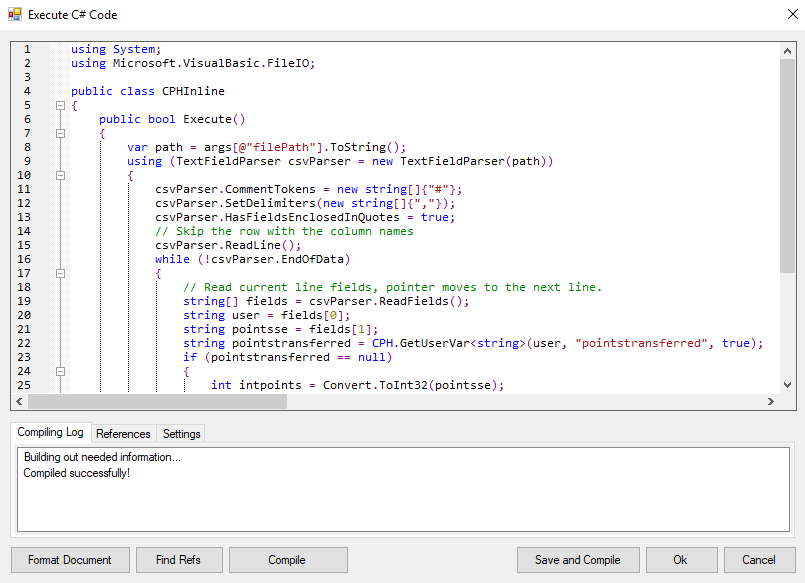 Execute C# Code
1 using System;
2 using Microsoft.VisualBasic.FileIO;
3
4 public class CPHInline
5 {
6 public bool Execute()
7 {
8 var path = args[@"filePath"].ToString();
9 using (TextFieldParser csvParser = new TextFieldParser(path))
10 {
11 csvParser.CommentTokens = new string[]{"#"};
12 csvParser.SetDelimiters(new string[]{","});
13 csvParser.HasFieldsEnclosedInQuotes = true;
14 // Skip the row with the column names
15 csvParser.ReadLine();
16 while (!csvParser.EndOfData)
17 {
18 // Read current line fields, pointer moves to the next line.
19 string[] fields = csvParser.ReadFields();
20 string user = fields[0];
21 string pointsse = fields[1];
22 string pointstransferred = CPH.GetUserVar<string>(user, "pointstransferred", true);
23 if (pointstransferred == null)
24 {
25 int intpoints = Convert.ToInt32(pointsse);
Compiling Log References Settings
Building out needed information...
Compiled successfully!
Format Document Find Refs Compile Save and Compile Ok Cancel